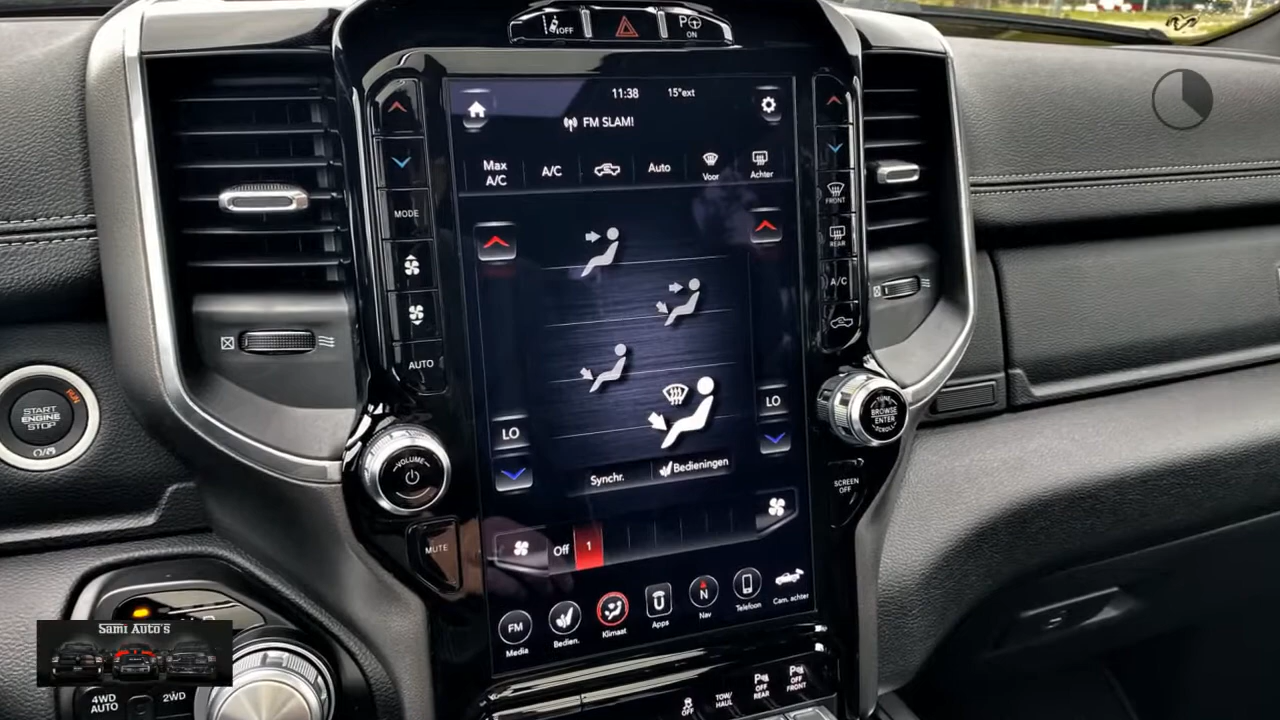 OFF
P
ON
11:38 15°ext
FM SLAM!
Max
A/C
A/C
Auto
Voor
Achter
MODE
AUTO
FRONT
REAR
A/C
LO
LO
Synchr.
Bedieningen
Off 1
FM
Media
Bedien.
Klimaat
Apps
N
Nav
Telefoon
Cam. achter
VOLUME
MUTE
TUNE
BROWSE
ENTER
SCROLL
SCREEN
OFF
START
ENGINE
STOP
RUN
Sami Auto's
4WD
AUTO
2WD
OFF
TOW/
HAUL
P
OFF
REAR
P
OFF
FRONT